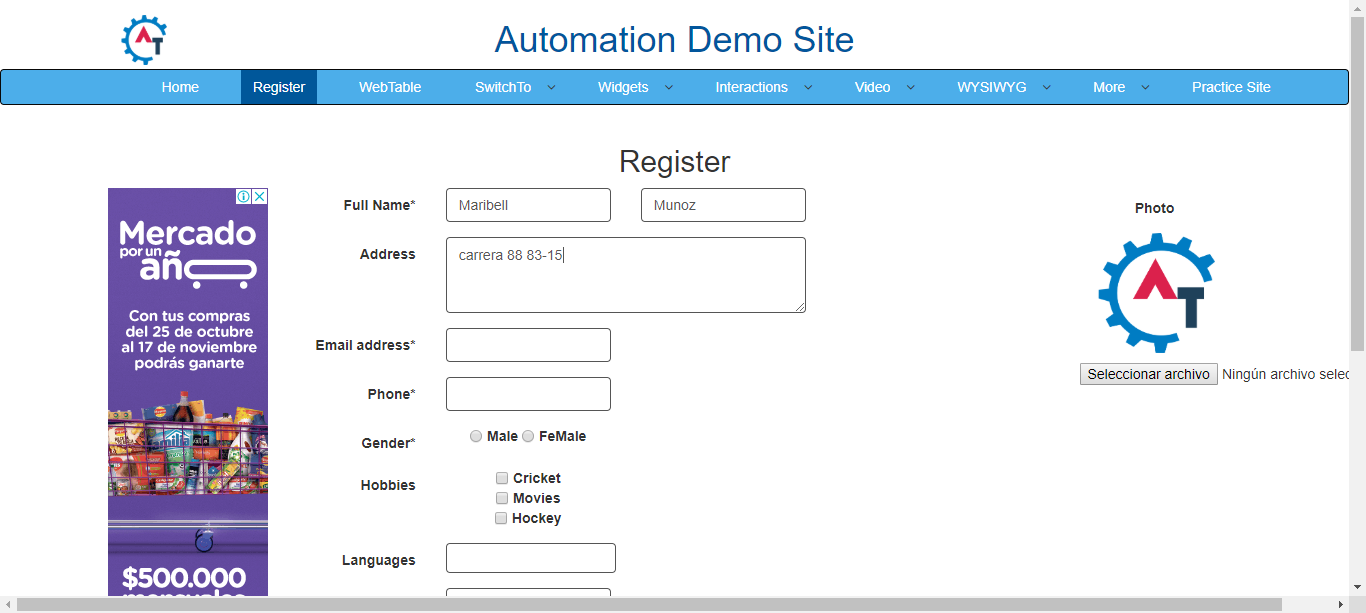 AT
Automation Demo Site
Home Register WebTable SwitchTo Widgets Interactions Video WYSIWYG More Practice Site
Register
Mercado
por un
año
Con tus compras
del 25 de octubre
al 17 de noviembre
podrás ganarte
$500.000
Full Name* Maribell Munoz
Address carrera 88 83-15
Email address*
Phone*
Gender* Male FeMale
Hobbies Cricket
Movies
Hockey
Languages
Photo
AT
Seleccionar archivo Ningún archivo selec